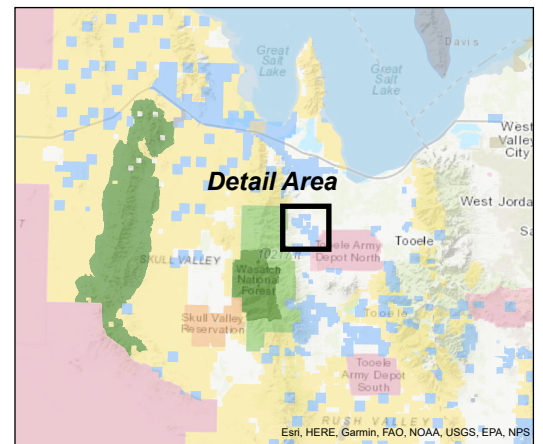 Davis
Great
Salt
Lake
Great
Salt
Lake
West
Valley
City
Detail Area
West Jorda
Tooele Army
Depot North
Tooele
SKULL VALLEY
Wasatch
National
Forest
Skull Valley
Reservation
Tooele
Tooele
Army Depot
South
RUSH VALLEY
Esri, HERE, Garmin, FAO, NOAA, USGS, EPA, NPS